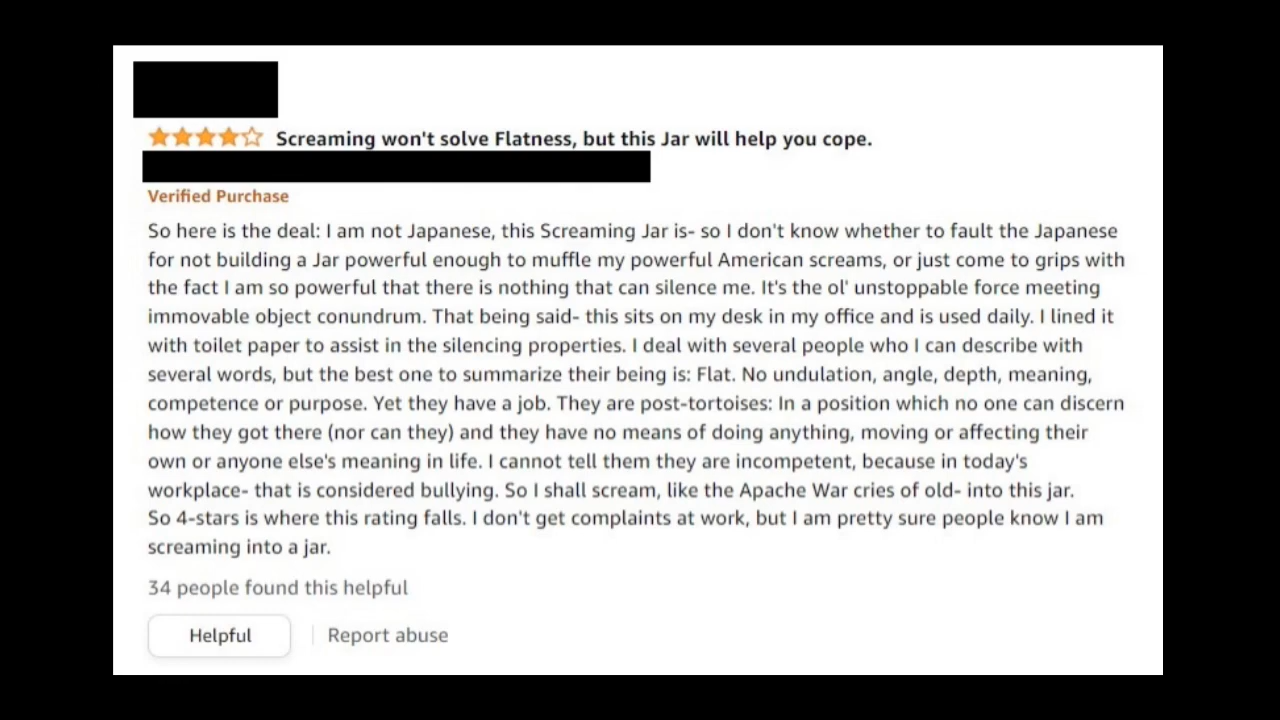 Screaming won't solve Flatness, but this Jar will help you cope.
Verified Purchase
So here is the deal: I am not Japanese, this Screaming Jar is- so I don't know whether to fault the Japanese
for not building a Jar powerful enough to muffle my powerful American screams, or just come to grips with
the fact I am so powerful that there is nothing that can silence me. It's the ol' unstoppable force meeting
immovable object conundrum. That being said- this sits on my desk in my office and is used daily. I lined it
with toilet paper to assist in the silencing properties. I deal with several people who I can describe with
several words, but the best one to summarize their being is: Flat. No undulation, angle, depth, meaning,
competence or purpose. Yet they have a job. They are post-tortoises: In a position which no one can discern
how they got there (nor can they) and they have no means of doing anything, moving or affecting their
own or anyone else's meaning in life. I cannot tell them they are incompetent, because in today's
workplace- that is considered bullying. So I shall scream, like the Apache War cries of old- into this jar.
So 4-stars is where this rating falls. I don't get complaints at work, but I am pretty sure people know I am
screaming into a jar.
34 people found this helpful
Helpful
Report abuse